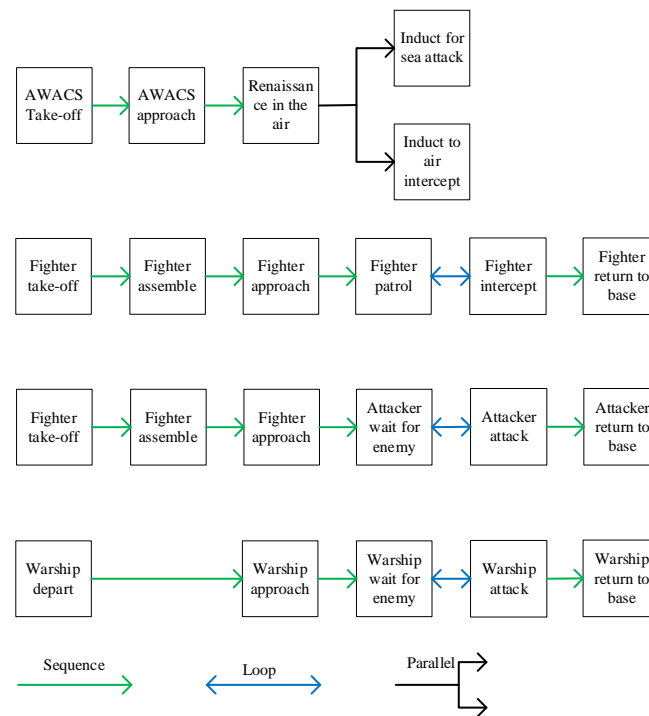 AWACS
Take-off
AWACS
approach
Renaissan
ce in the
air
Induct for
sea attack
Induct to
air
intercept
Fighter
take-off
Fighter
assemble
Fighter
approach
Fighter
patrol
Fighter
intercept
Fighter
return to
base
Fighter
take-off
Fighter
assemble
Fighter
approach
Attacker
wait for
enemy
Attacker
attack
Attacker
return to
base
Warship
depart
Warship
approach
Warship
wait for
enemy
Warship
attack
Warship
return to
base
Sequence
Loop
Parallel